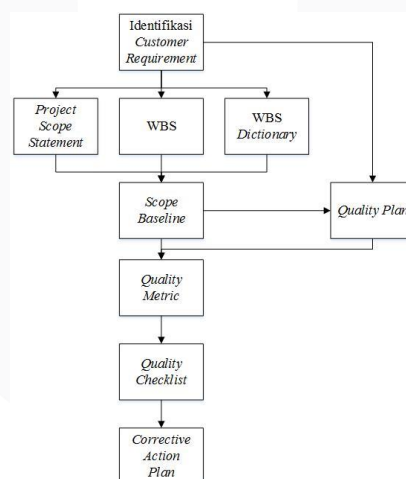 Identifikasi
Customer
Requirement
Project
Scope
Statement
WBS
WBS
Dictionary
Scope
Baseline
Quality Plan
Quality
Metric
Quality
Checklist
Corrective
Action
Plan